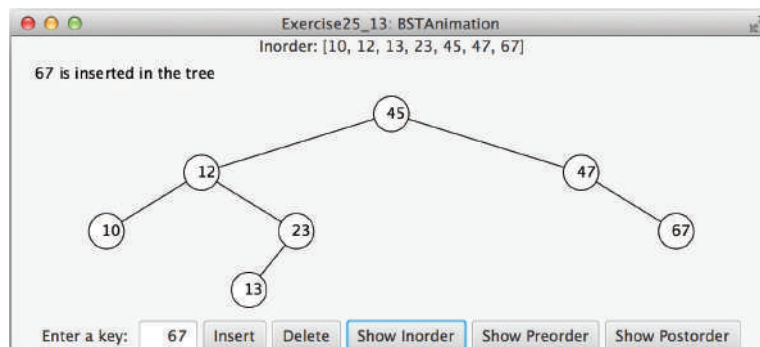 Exercise25_13: BSTAnimation
Inorder: [10, 12, 13, 23, 45, 47, 67]
67 is inserted in the tree
45
12
47
10
23
67
13
Enter a key: 67 Insert Delete Show Inorder Show Preorder Show Postorder